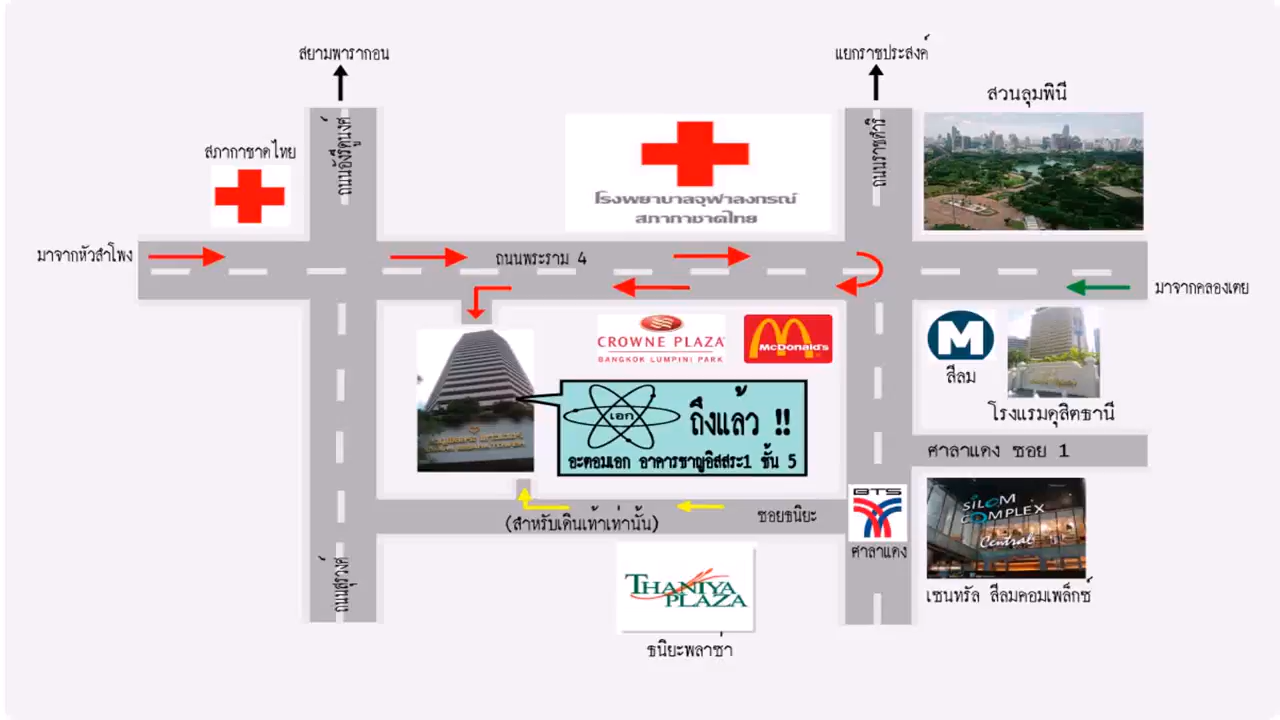 สยามพารากอน
แยกราชประสงค์
สวนลุมพินี
สภากาชาดไทย
ถนนอังรีดูนังต์
ถนนราชดำริ
โรงพยาบาลจุฬาลงกรณ์
สภากาชาดไทย
มาจากหัวลำโพง
ถนนพระราม 4
มาจากคลองเตย
CROWNE PLAZA
BANGKOK LUMPINI PARK
McDonald's
M
สีลม
โรงแรมดุสิตธานี
เอก
ถึงแล้ว !!
อะตอมเอก อาคารชาญอิสสระ1 ชั้น 5
ศาลาแดง ซอย 1
BTS
ศาลาแดง
SILOM
COMPLEX
Central
เซนทรัล สีลมคอมเพล็กซ์
ซอยธนิยะ
(สำหรับเดินเท้าเท่านั้น)
ถนนสุรวงศ์
THANIYA
PLAZA
ธนิยะพลาซ่า